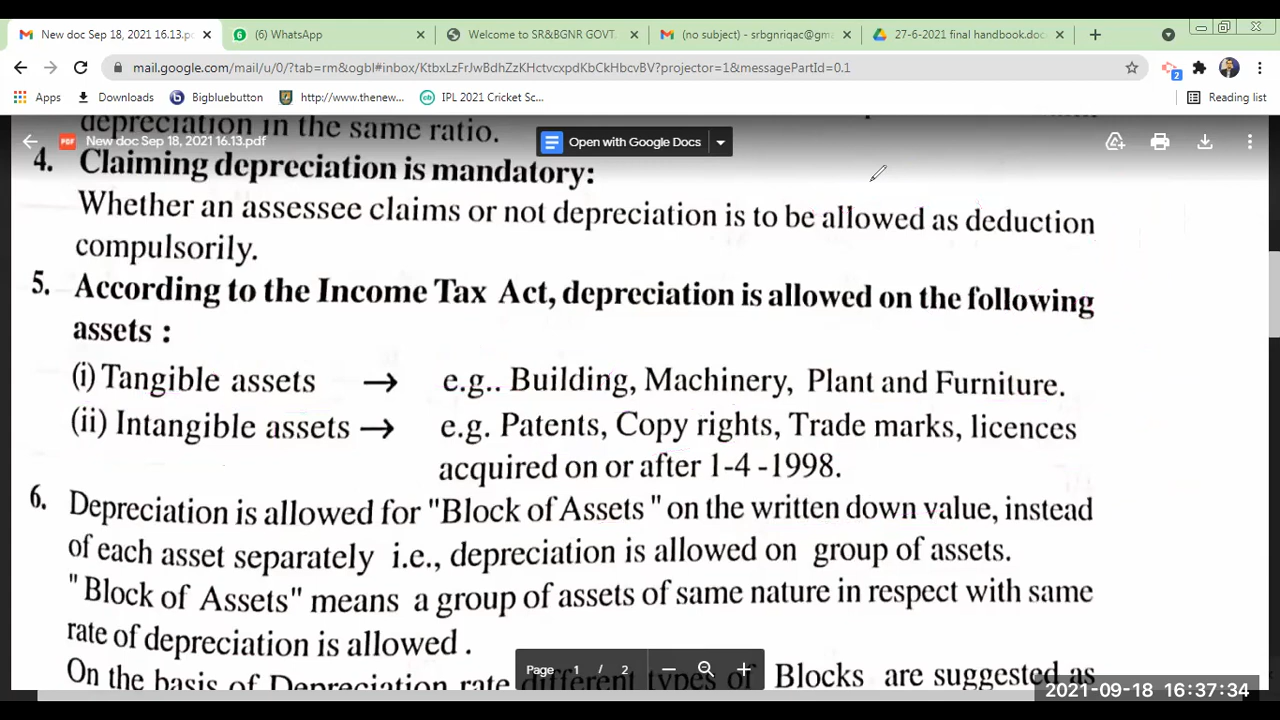 New doc Sep 18, 2021 16.13.p
(6) WhatsApp
Welcome to SR&BGNR GOVT.
(no subject) - srbgnriqac@gma
27-6-2021 final handbook.doc
mail.google.com/mail/u/0/?tab=rm&ogbl#inbox/KtbxLzFrJwBdhZzKHctvcxpdKbCkHbcvBV?projector=1&messagePartId=0.1
Apps
Downloads
Bigbluebutton
http://www.thenew...
IPL 2021 Cricket Sc...
Reading list
depreciation in the same ratio.
New doc Sep 18, 2021 16.13.pdf
Open with Google Docs
4. Claiming depreciation is mandatory:
Whether an assessee claims or not depreciation is to be allowed as deduction
compulsorily.
5. According to the Income Tax Act, depreciation is allowed on the following
assets :
(i) Tangible assets → e.g.. Building, Machinery, Plant and Furniture.
(ii) Intangible assets → e.g. Patents, Copy rights, Trade marks, licences
acquired on or after 1-4 -1998.
6. Depreciation is allowed for "Block of Assets " on the written down value, instead
of each asset separately i.e., depreciation is allowed on group of assets.
" Block of Assets" means a group of assets of same nature in respect with same
rate of depreciation is allowed .
On the basis of Depreciation rate different types of Blocks are suggested as
Page 1 / 2
2021-09-18 16:37:34